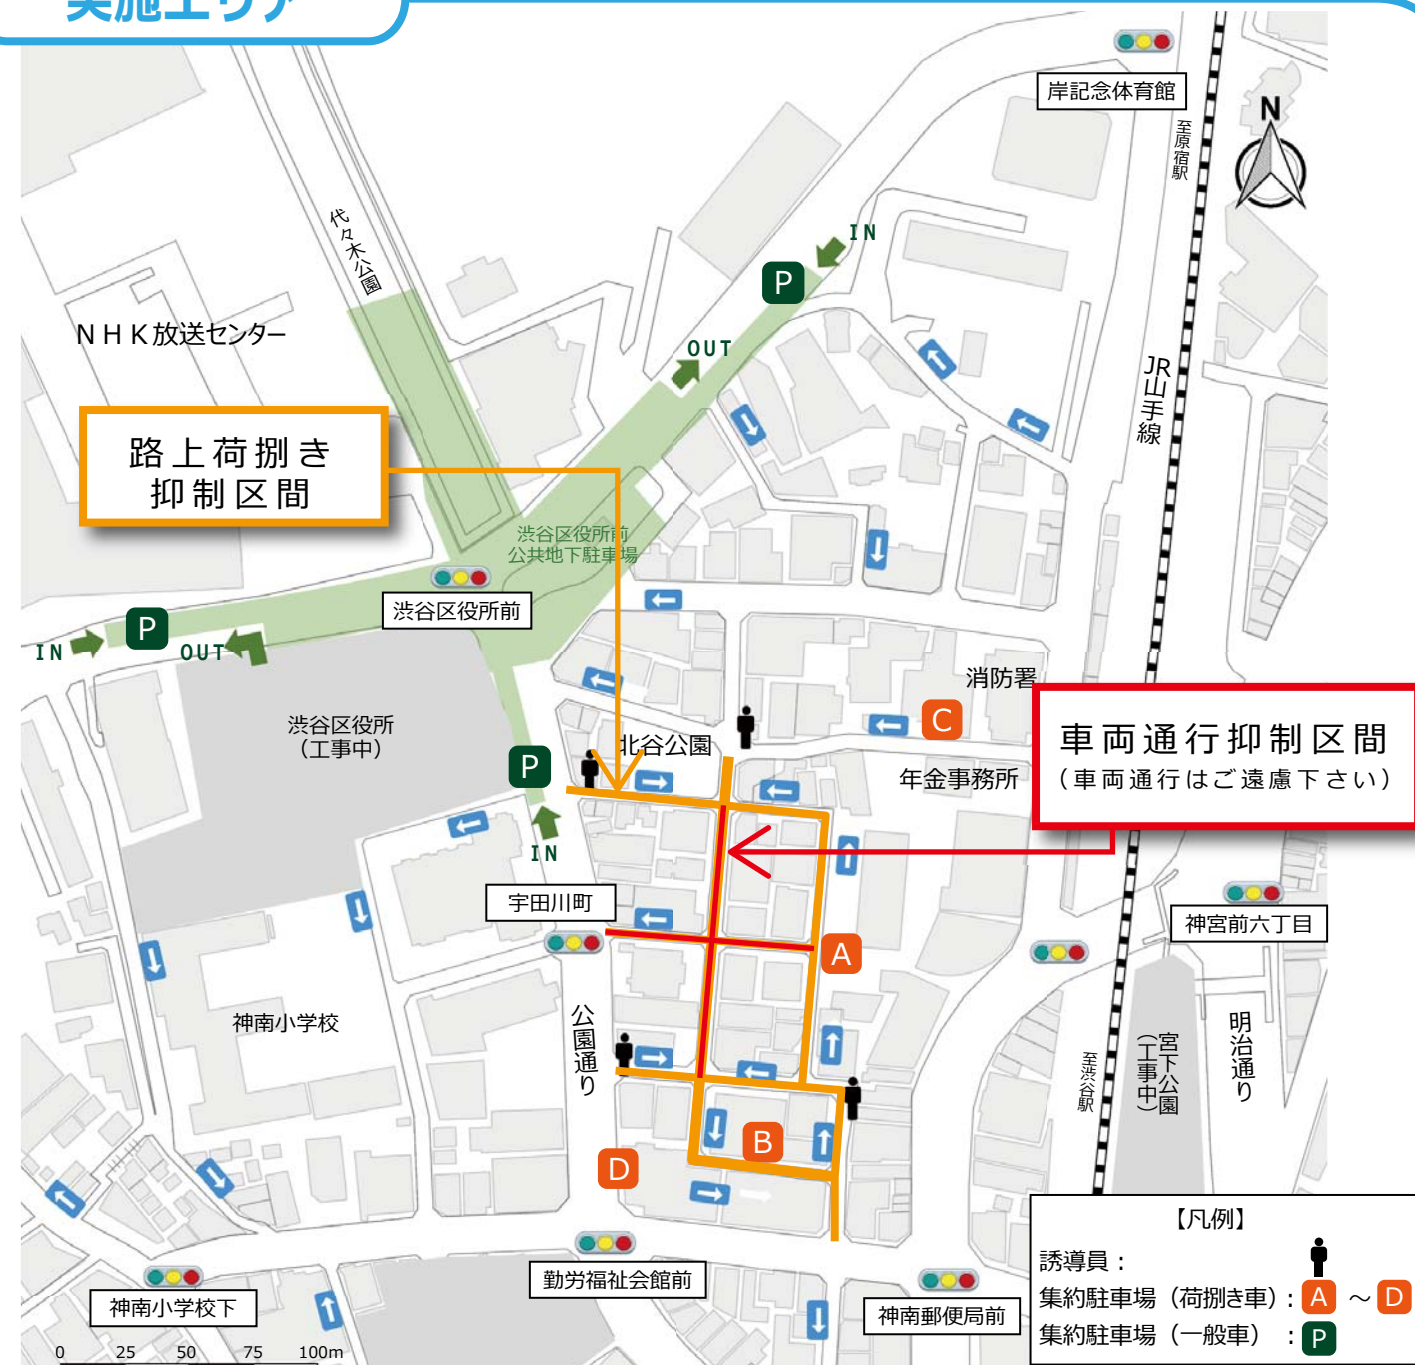 実施エリア
岸記念体育館
至原宿駅
N
代々木公園
IN
P
NHK放送センター
OUT
JR山手線
路上荷捌き
抑制区間
渋谷区役所前
公共地下駐車場
渋谷区役所前
P
IN
OUT
消防署
C
渋谷区役所
（工事中）
北谷公園
車両通行抑制区間
（車両通行はご遠慮下さい）
P
年金事務所
IN
宇田川町
神宮前六丁目
A
神南小学校
公園通り
至渋谷駅
宮下公園
（工事中）
明治通り
B
D
【凡例】
誘導員：
勤労福祉会館前
集約駐車場（荷捌き車）：A ～ D
神南小学校下
神南郵便局前
集約駐車場（一般車）：P
0 25 50 75 100m